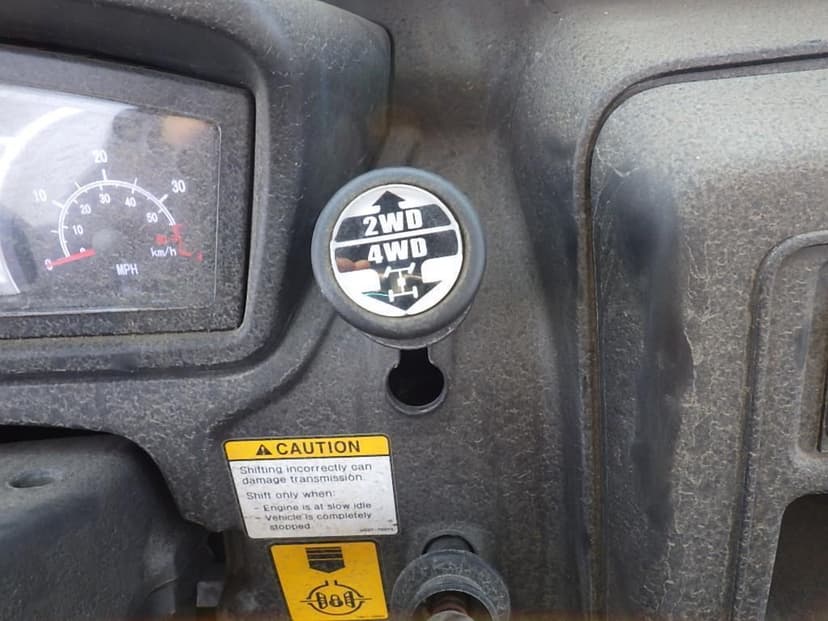 10
20
30
10
20
30
40
50
0
km/h
MPH
2WD
4WD
CAUTION
Shifting incorrectly can
damage transmission.
Shift only when:
- Engine is at slow idle
- Vehicle is completely
stopped